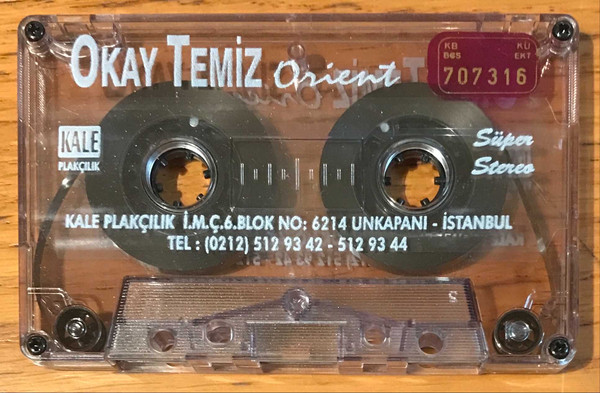 OKAY TEMİZ Orient
KB KÜ
B65 EKT
707316
KALE
PLAKÇILIK
Süper
Stereo
KALE PLAKÇILIK İ.M.Ç.6.BLOK NO: 6214 UNKAPANI - İSTANBUL
TEL : (0212) 512 93 42 - 512 93 44